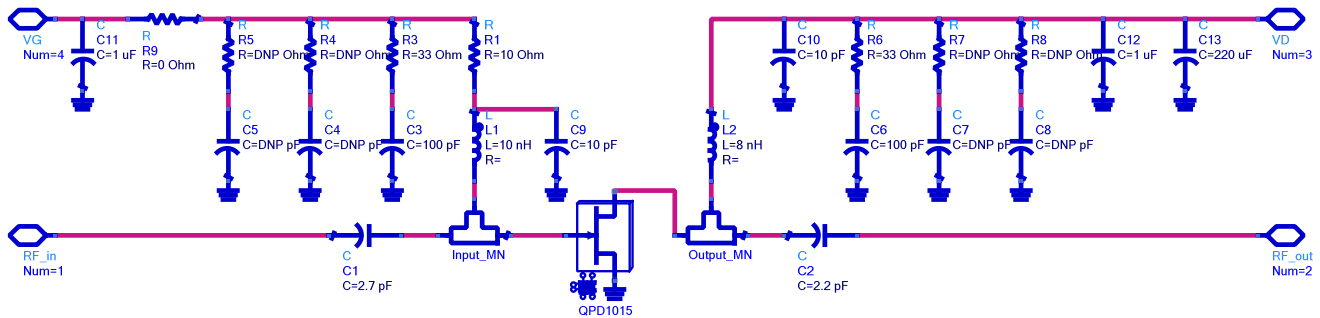 VG
Num=4
C
C11
C=1 uF
R
R9
R=0 Ohm
R
R5
R=DNP Ohm
R
R4
R=DNP Ohm
R
R3
R=33 Ohm
R
R1
R=10 Ohm
C
C10
C=10 pF
R
R6
R=33 Ohm
R
R7
R=DNP Ohm
R
R8
R=DNP Ohm
C
C12
C=1 uF
C
C13
C=220 uF
VD
Num=3
C
C5
C=DNP pF
C
C4
C=DNP pF
C
C3
C=100 pF
L
L1
L=10 nH
R=
C
C9
C=10 pF
L
L2
L=8 nH
R=
C
C6
C=100 pF
C
C7
C=DNP pF
C
C8
C=DNP pF
RF_in
Num=1
C
C1
C=2.7 pF
Input_MN
QPD1015
Output_MN
C
C2
C=2.2 pF
RF_out
Num=2